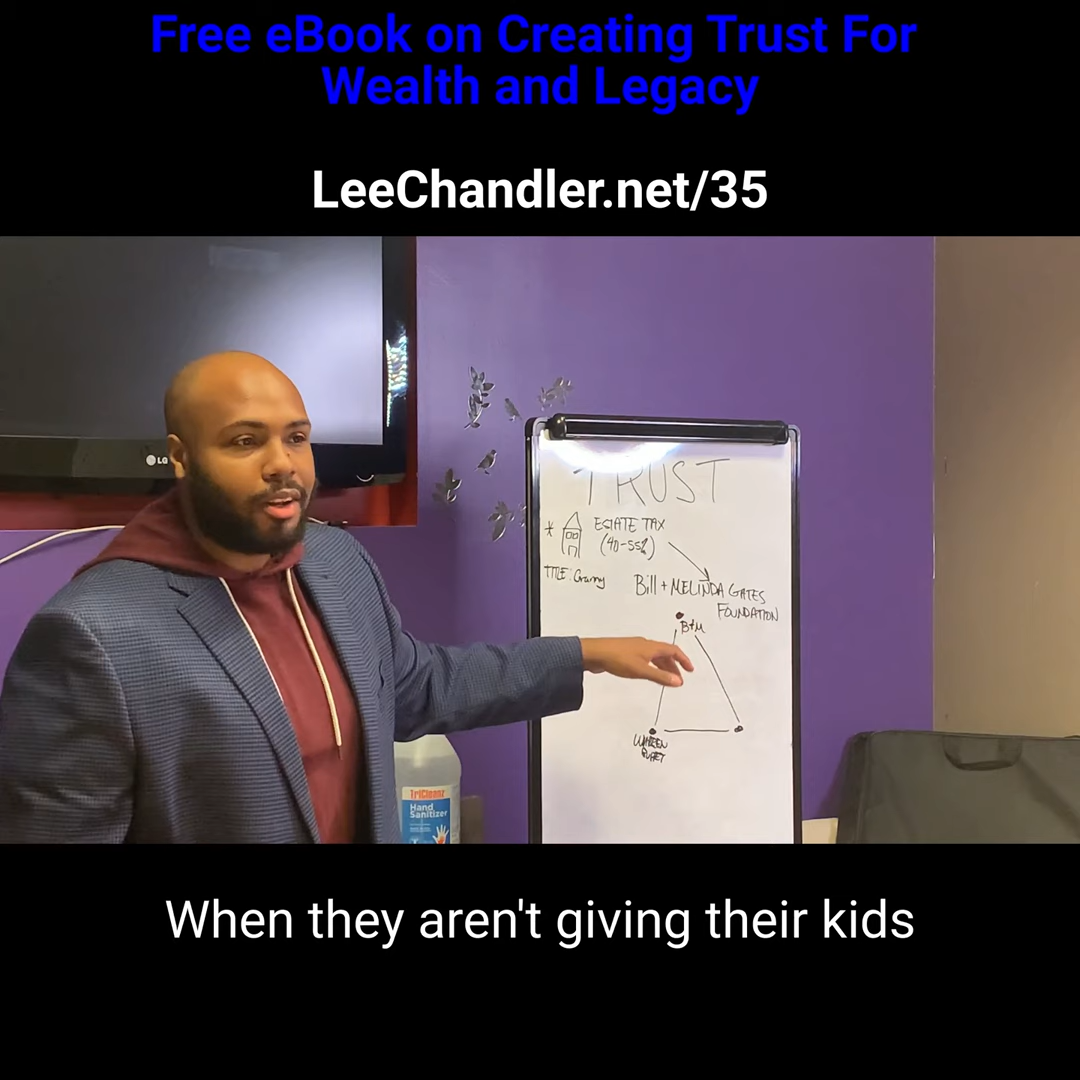 Free eBook on Creating Trust For
Wealth and Legacy
LeeChandler.net/35
LG
TRUST
* ESTATE TAX
(40-55%)
TITLE: Granny
Bill + MELINDA GATES
FOUNDATION
B+M
WARREN
TriCleanz
Hand
Sanitizer
When they aren't giving their kids